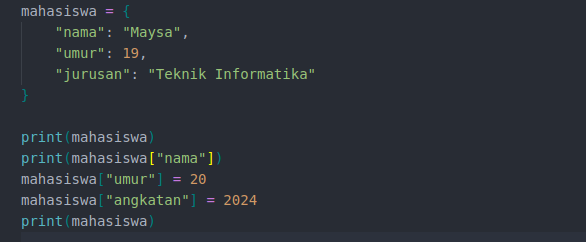 mahasiswa = {
    "nama": "Maysa",
    "umur": 19,
    "jurusan": "Teknik Informatika"
}

print(mahasiswa)
print(mahasiswa["nama"])
mahasiswa["umur"] = 20
mahasiswa["angkatan"] = 2024
print(mahasiswa)